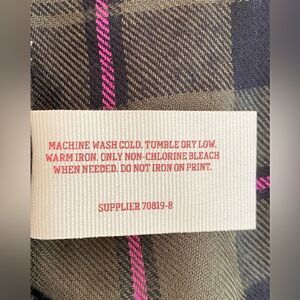 MACHINE WASH COLD. TUMBLE DRY LOW.
WARM IRON. ONLY NON-CHLORINE BLEACH
WHEN NEEDED. DO NOT IRON ON PRINT.
SUPPLIER 70819-8